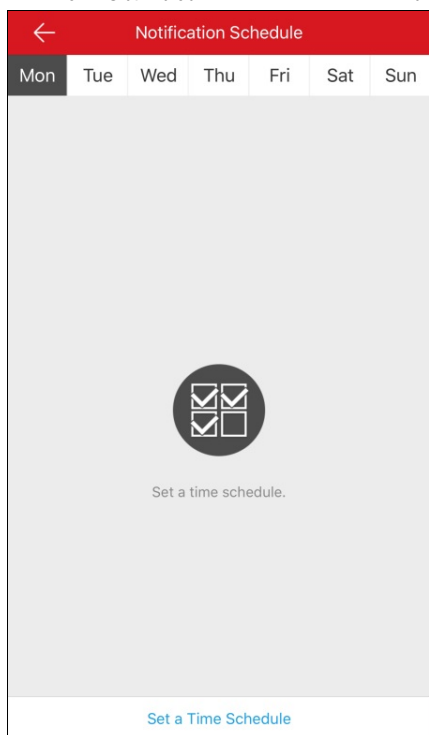 Notification Schedule
Mon Tue Wed Thu Fri Sat Sun
Set a time schedule.
Set a Time Schedule